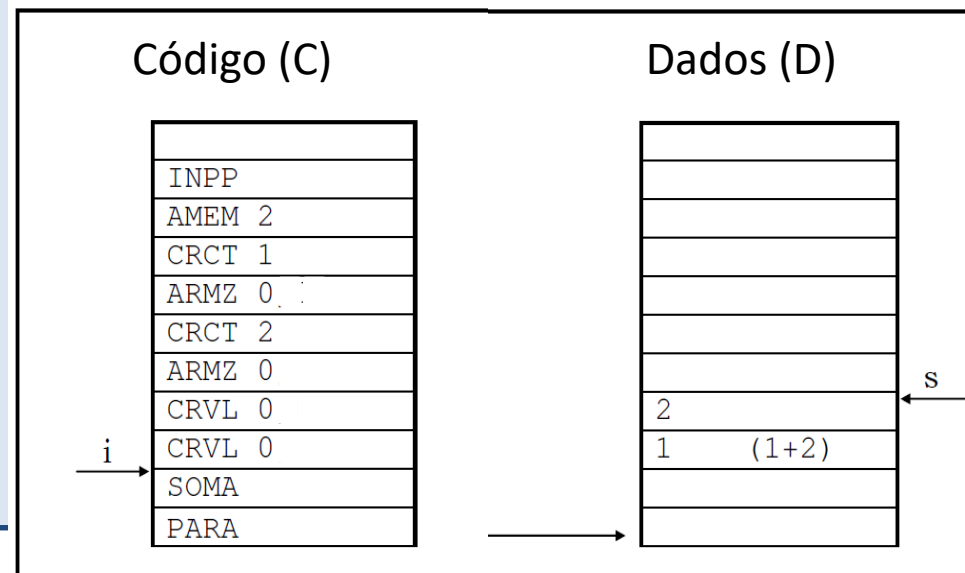 Código (C)
Dados (D)
INPP
AMEM 2
CRCT 1
ARMZ 0
CRCT 2
ARMZ 0
CRVL 0
CRVL 0
SOMA
PARA
i
2
1 (1+2)
s